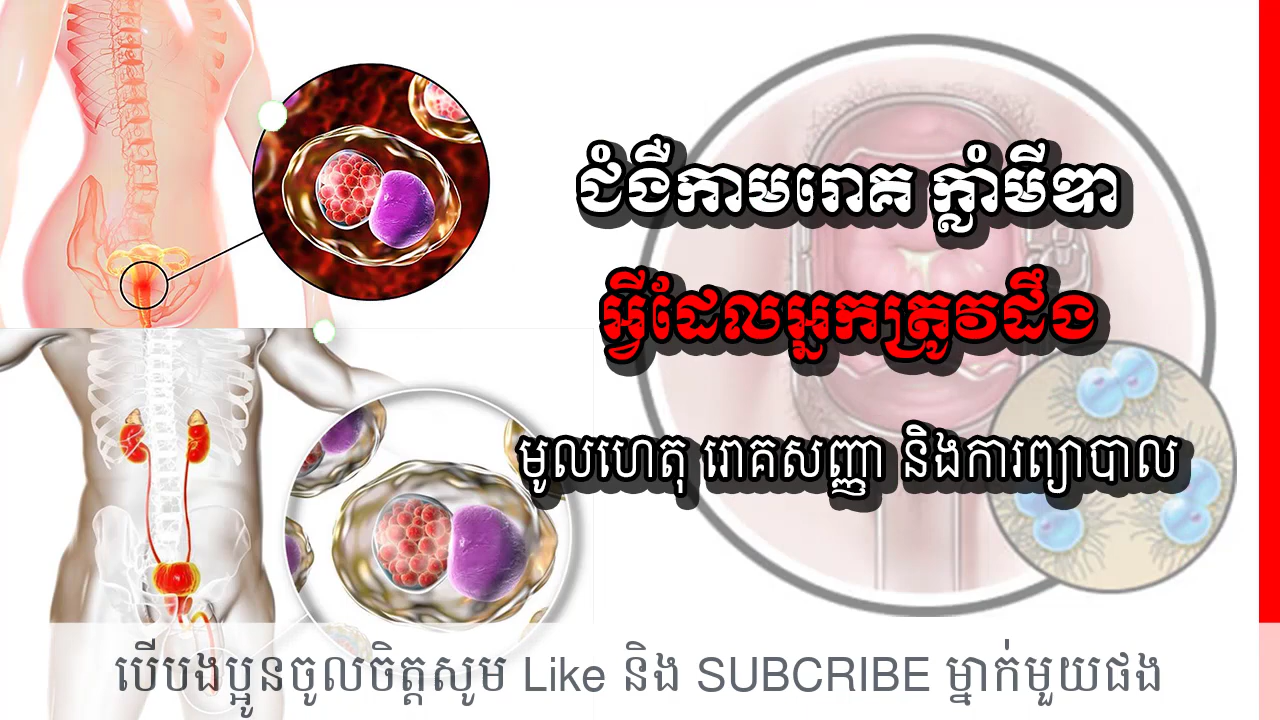 ជំងឺកាមរោគ ក្លាំមីឌា
អ្វីដែលអ្នកត្រូវដឹង
មូលហេតុ រោគសញ្ញា និងការព្យាបាល
បើបងប្អូនចូលចិត្តសូម Like និង SUBCRIBE ម្នាក់មួយផង